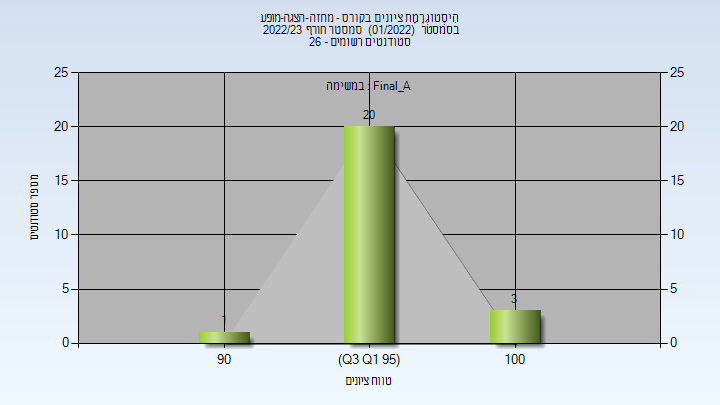 היסטוגרמת ציונים בקורס - מחזה-הצגה-מופע
בסמסטר (01/2022) סמסטר חורף 2022/23
סטודנטים רשומים - 26
במשימה : Final_A
25 25
20 20 20
15 15
10 10
5 5
3
1
0 0
מספר סטודנטים
90 (Q3 Q1 95) 100
טווח ציונים